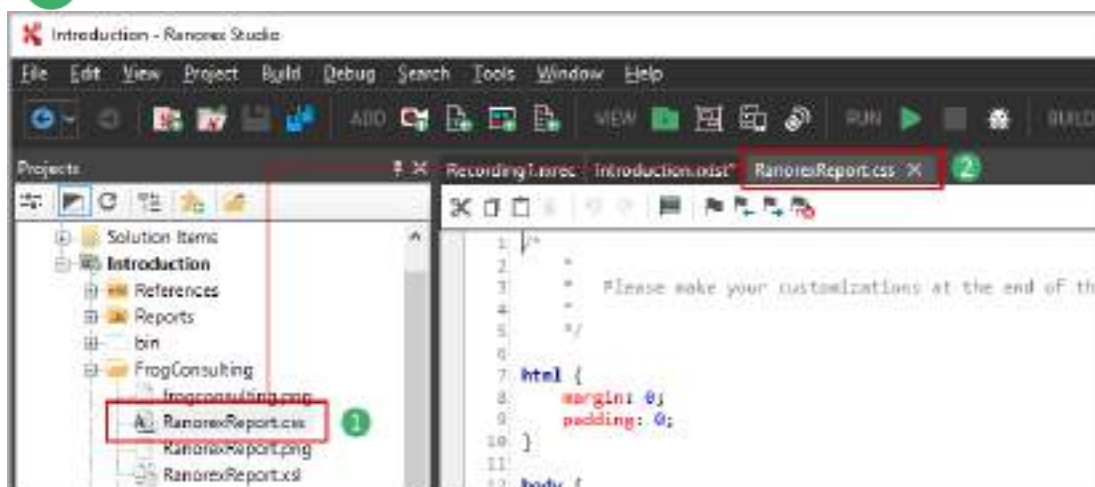 Introduction - Ranorex Studio
File Edit View Project Build Debug Search Tools Window Help
ADD VIEW RUN BUILD
Projects
Recording1.rxrec Introduction.rxtst* RanorexReport.css
2
Solution Items
Introduction
References
Reports
bin
FrogConsulting
frogconsulting.png
RanorexReport.css
1
RanorexReport.png
RanorexReport.xsl
1 /*
2 *
3 * Please make your customizations at the end of th
4 *
5 */
6
7 html {
8 margin: 0;
9 padding: 0;
10 }
11
12 body {